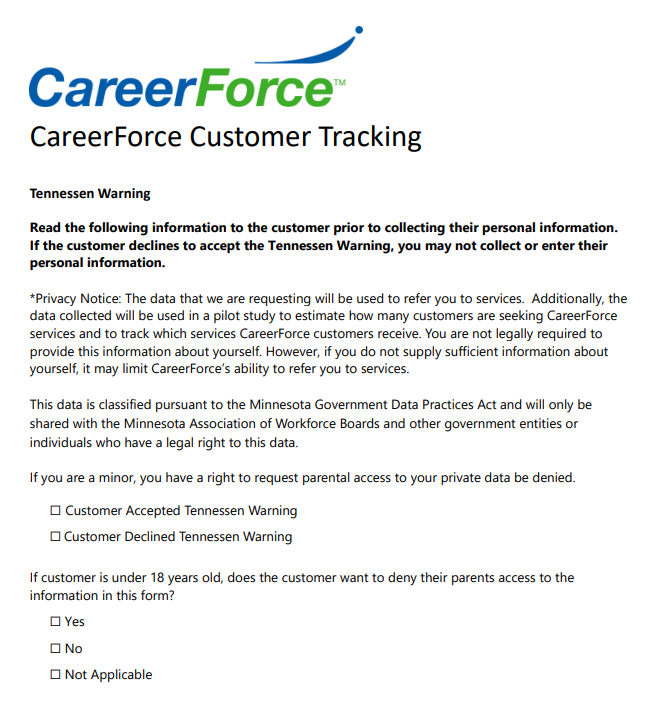 CareerForce™
CareerForce Customer Tracking
Tennessen Warning
Read the following information to the customer prior to collecting their personal information.
If the customer declines to accept the Tennessen Warning, you may not collect or enter their
personal information.
*Privacy Notice: The data that we are requesting will be used to refer you to services.  Additionally, the
data collected will be used in a pilot study to estimate how many customers are seeking CareerForce
services and to track which services CareerForce customers receive. You are not legally required to
provide this information about yourself. However, if you do not supply sufficient information about
yourself, it may limit CareerForce's ability to refer you to services.
This data is classified pursuant to the Minnesota Government Data Practices Act and will only be
shared with the Minnesota Association of Workforce Boards and other government entities or
individuals who have a legal right to this data.
If you are a minor, you have a right to request parental access to your private data be denied.
☐ Customer Accepted Tennessen Warning
☐ Customer Declined Tennessen Warning
If customer is under 18 years old, does the customer want to deny their parents access to the
information in this form?
☐ Yes
☐ No
☐ Not Applicable